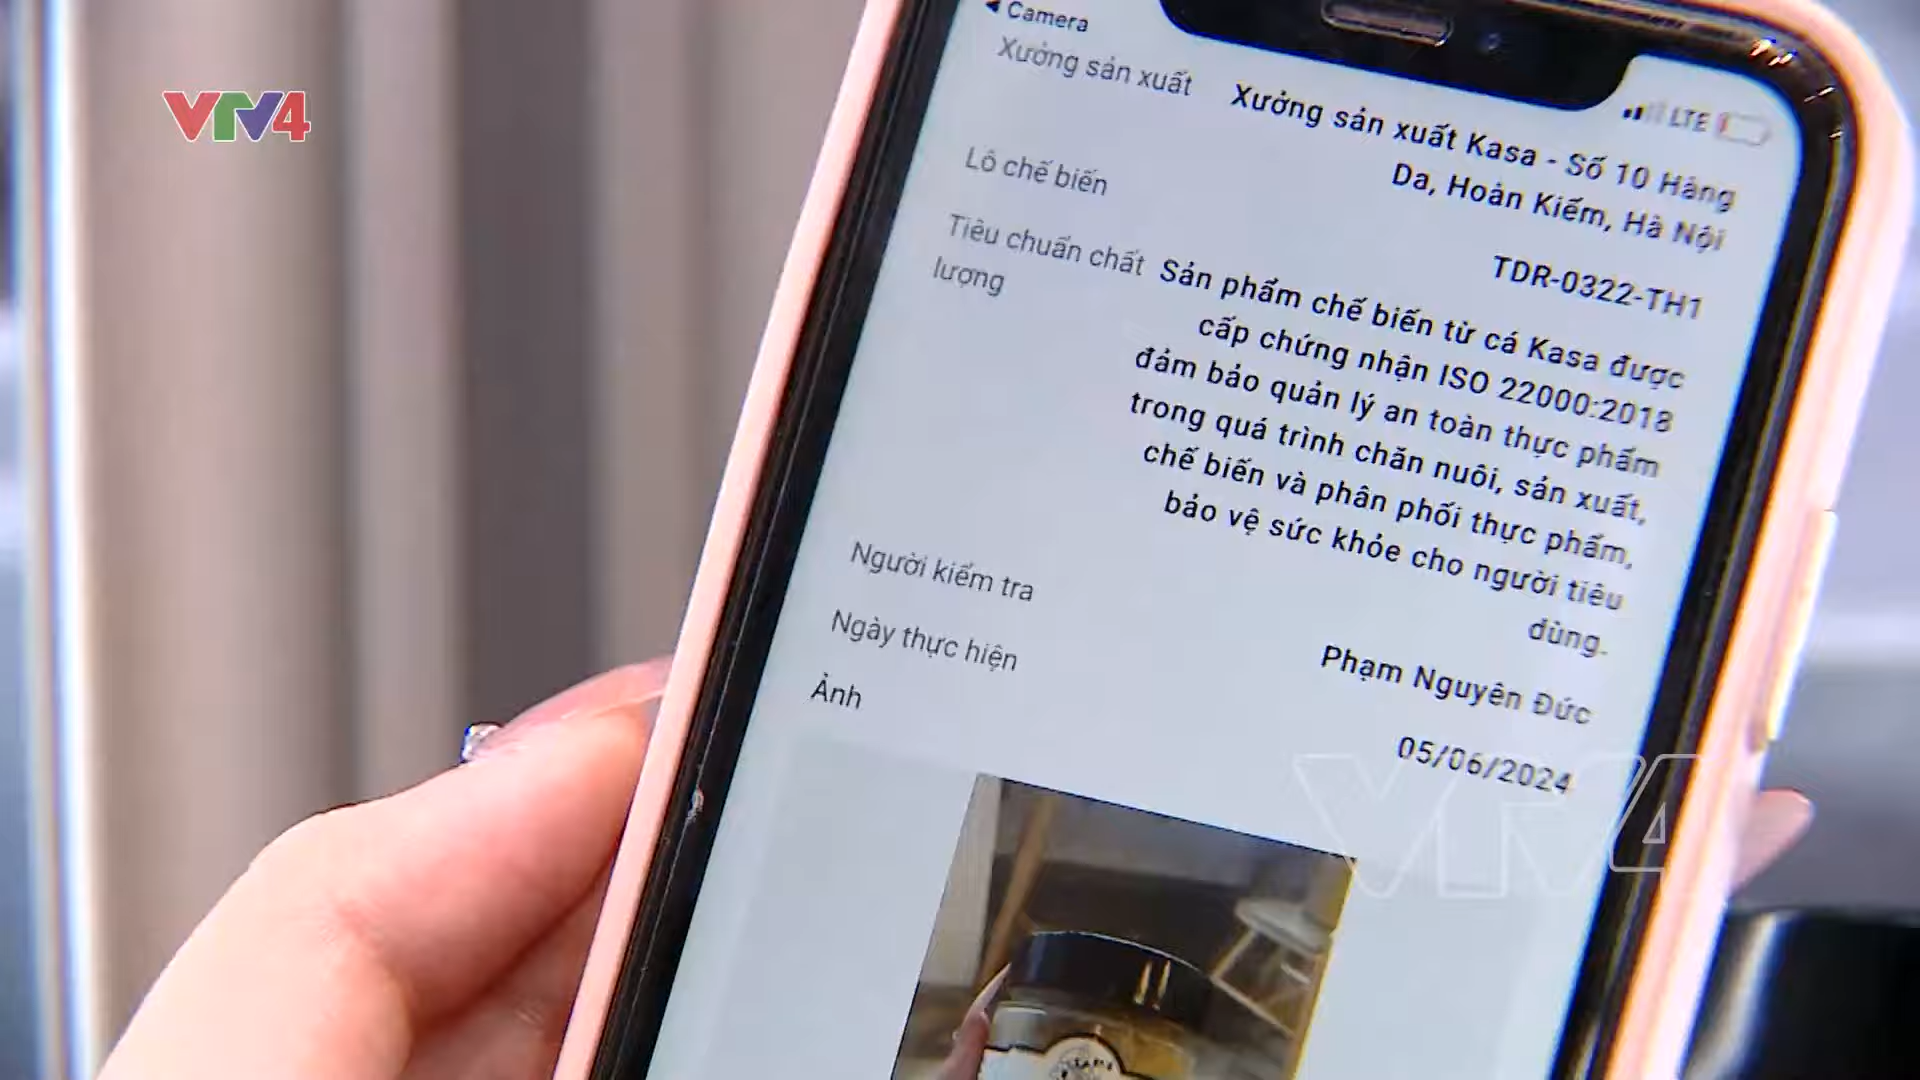 VTV4
Camera
LTE
Xưởng sản xuất
Xưởng sản xuất Kasa - Số 10 Hàng
Da, Hoàn Kiếm, Hà Nội
Lô chế biến
TDR-0322-TH1
Tiêu chuẩn chất
lượng
Sản phẩm chế biến từ cá Kasa được
cấp chứng nhận ISO 22000:2018
đảm bảo quản lý an toàn thực phẩm
trong quá trình chăn nuôi, sản xuất,
chế biến và phân phối thực phẩm,
bảo vệ sức khỏe cho người tiêu
dùng.
Người kiểm tra
Phạm Nguyên Đức
Ngày thực hiện
05/06/2024
Ảnh
VTV4